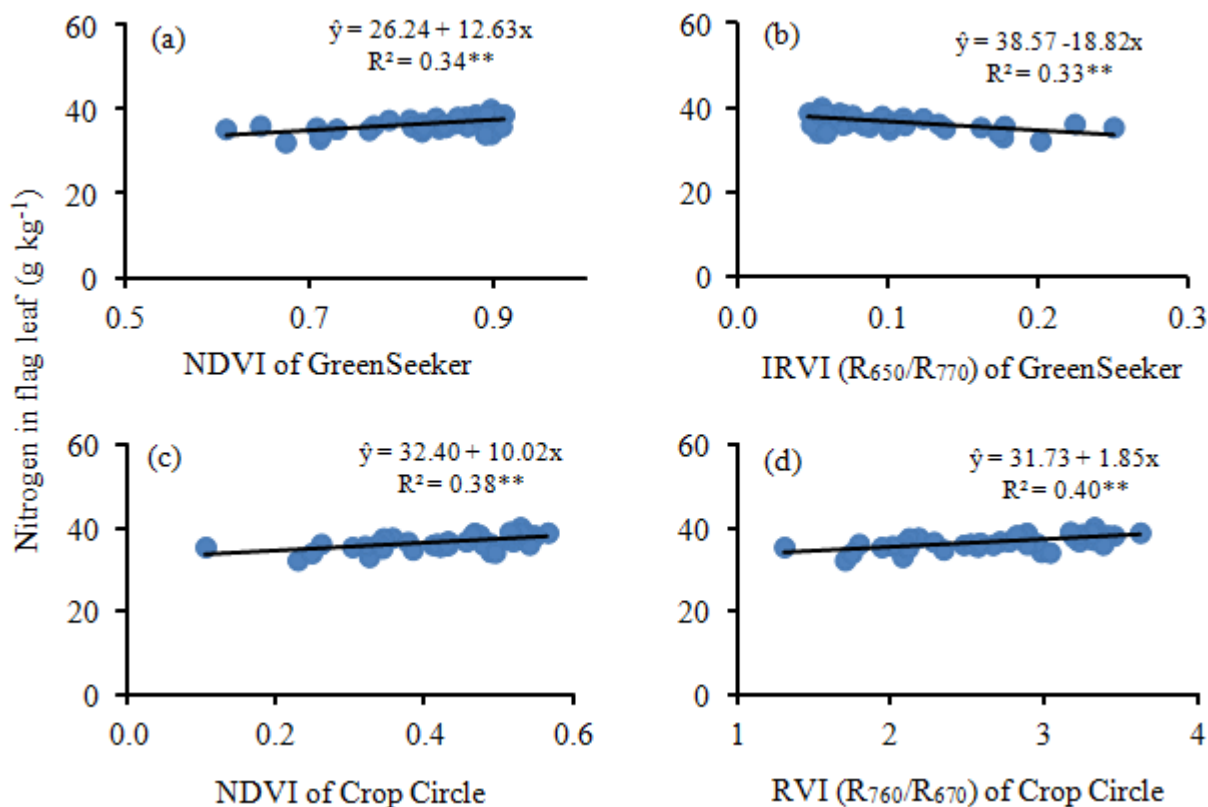 Nitrogen in flag leaf (g kg⁻¹)
(a)
ŷ = 26.24 + 12.63x
R² = 0.34**
60
40
20
0
0.5 0.7 0.9
NDVI of GreenSeeker
(b)
ŷ = 38.57 -18.82x
R² = 0.33**
60
40
20
0
0.0 0.1 0.2 0.3
IRVI (R₆₅₀/R₇₇₀) of GreenSeeker
(c)
ŷ = 32.40 + 10.02x
R² = 0.38**
60
40
20
0
0.0 0.2 0.4 0.6
NDVI of Crop Circle
(d)
ŷ = 31.73 + 1.85x
R² = 0.40**
60
40
20
0
1 2 3 4
RVI (R₇₆₀/R₆₇₀) of Crop Circle